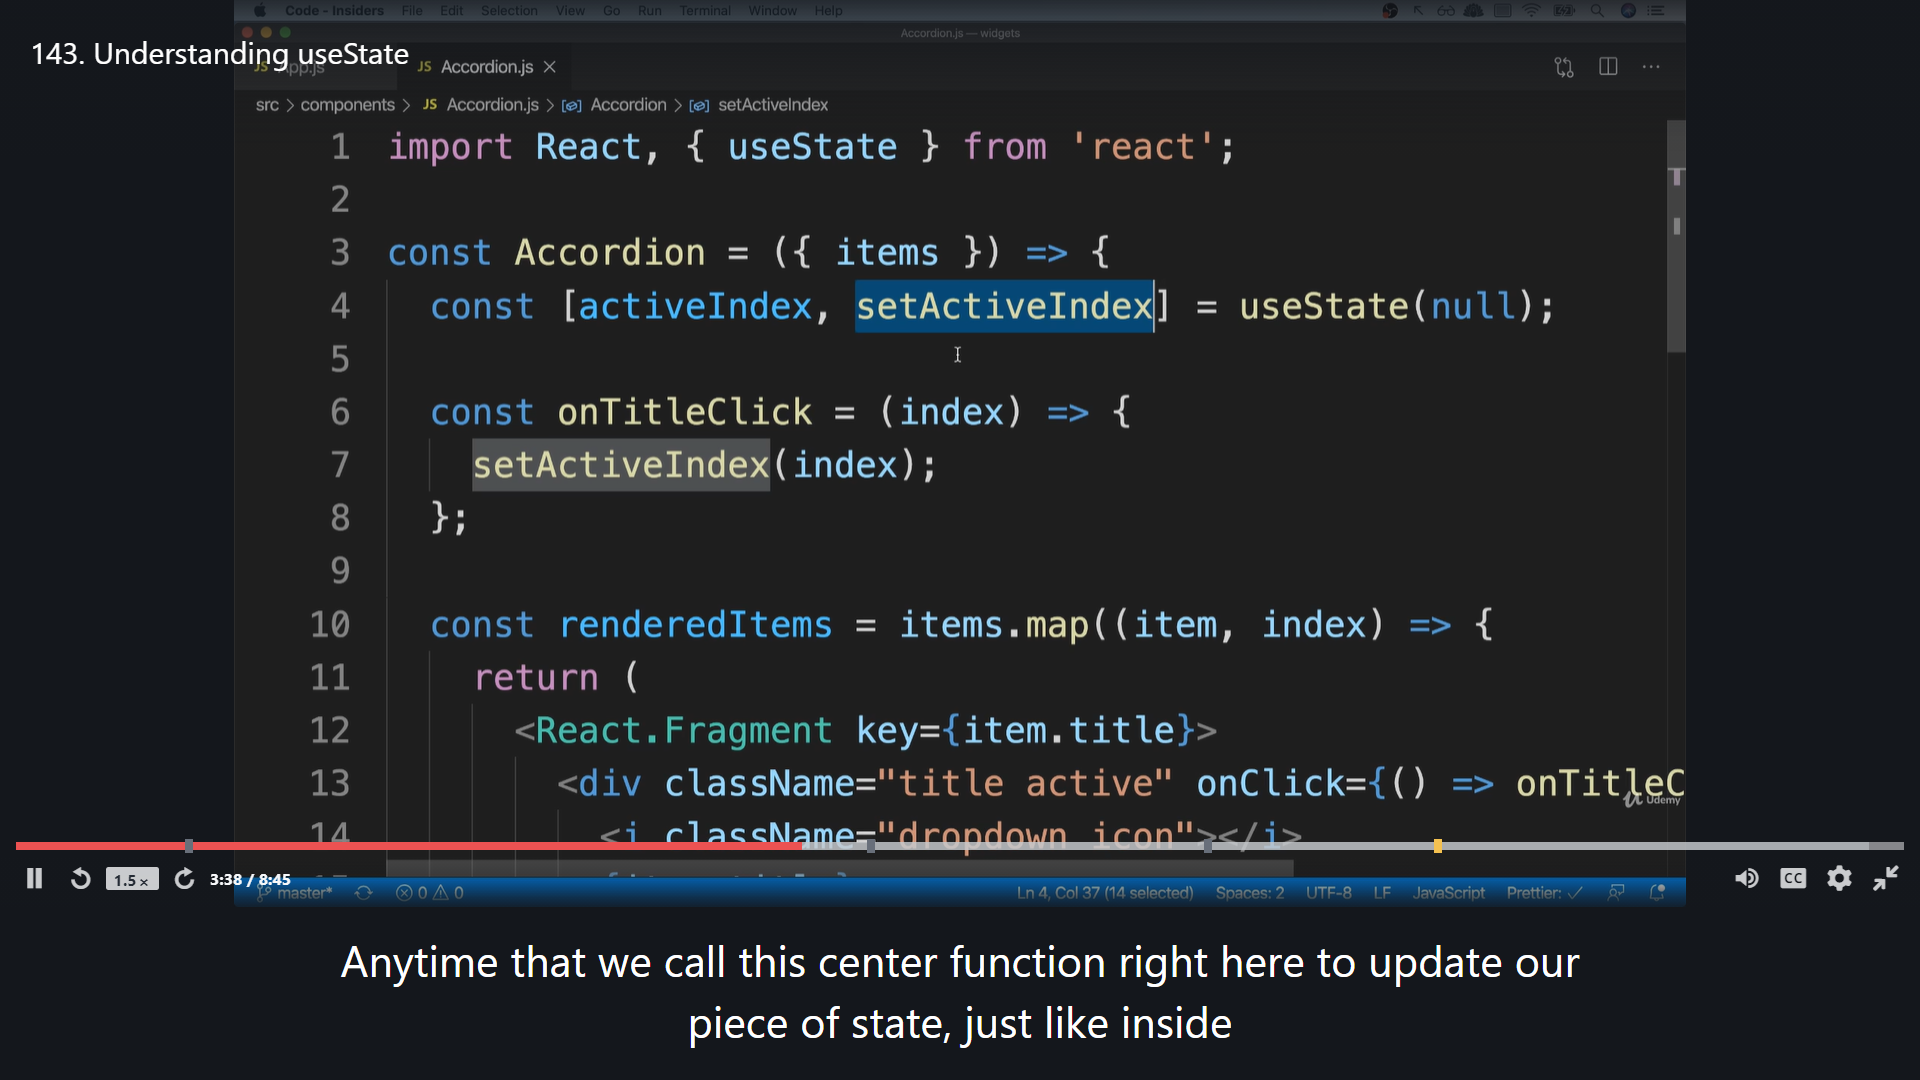 Code - Insiders File Edit Selection View Go Run Terminal Window Help
Accordion.js — widgets
143. Understanding useState
JS App.js JS Accordion.js
src > components > JS Accordion.js > Accordion > setActiveIndex
1 import React, { useState } from 'react';
2
3 const Accordion = ({ items }) => {
4 const [activeIndex, setActiveIndex] = useState(null);
5
6 const onTitleClick = (index) => {
7 setActiveIndex(index);
8 };
9
10 const renderedItems = items.map((item, index) => {
11 return (
12 <React.Fragment key={item.title}>
13 <div className="title active" onClick={() => onTitleC
Udemy
14 <i className="dropdown icon"></i>
1.5× 3:38 / 8:45 CC
master* 0 0 Ln 4, Col 37 (14 selected) Spaces: 2 UTF-8 LF JavaScript Prettier: ✓
Anytime that we call this center function right here to update our
piece of state, just like inside